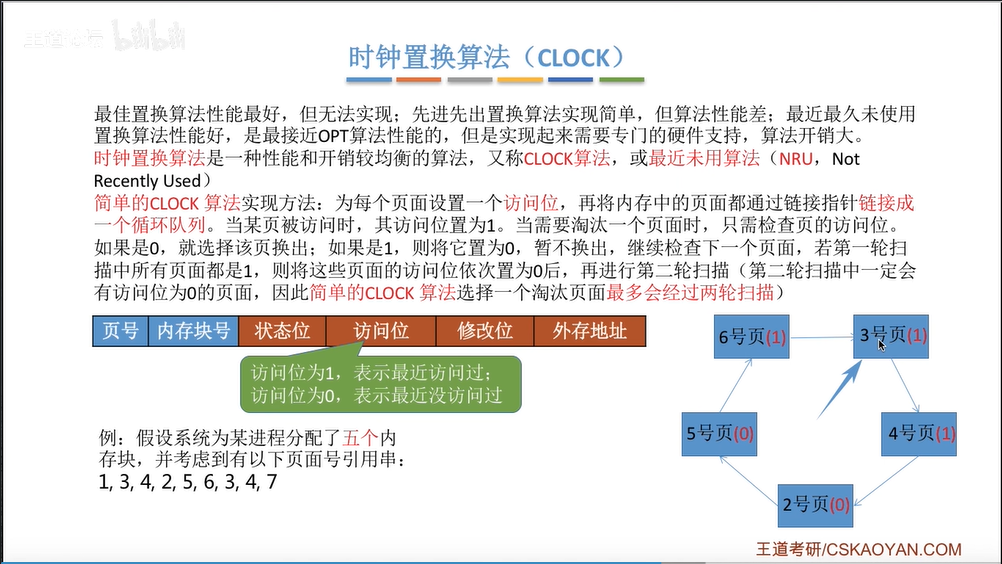 王道论坛 bilibili
时钟置换算法（CLOCK）
最佳置换算法性能最好，但无法实现；先进先出置换算法实现简单，但算法性能差；最近最久未使用
置换算法性能好，是最接近OPT算法性能的，但是实现起来需要专门的硬件支持，算法开销大。
时钟置换算法是一种性能和开销较均衡的算法，又称CLOCK算法，或最近未用算法（NRU，Not
Recently Used）
简单的CLOCK 算法实现方法：为每个页面设置一个访问位，再将内存中的页面都通过链接指针链接成
一个循环队列。当某页被访问时，其访问位置为1。当需要淘汰一个页面时，只需检查页的访问位。
如果是0，就选择该页换出；如果是1，则将它置为0，暂不换出，继续检查下一个页面，若第一轮扫
描中所有页面都是1，则将这些页面的访问位依次置为0后，再进行第二轮扫描（第二轮扫描中一定会
有访问位为0的页面，因此简单的CLOCK 算法选择一个淘汰页面最多会经过两轮扫描）
页号 内存块号 状态位 访问位 修改位 外存地址
访问位为1，表示最近访问过；
访问位为0，表示最近没访问过
例：假设系统为某进程分配了五个内
存块，并考虑到有以下页面号引用串：
1, 3, 4, 2, 5, 6, 3, 4, 7
6号页(1)
3号页(1)
5号页(0)
4号页(1)
2号页(0)
王道考研/CSKAOYAN.COM